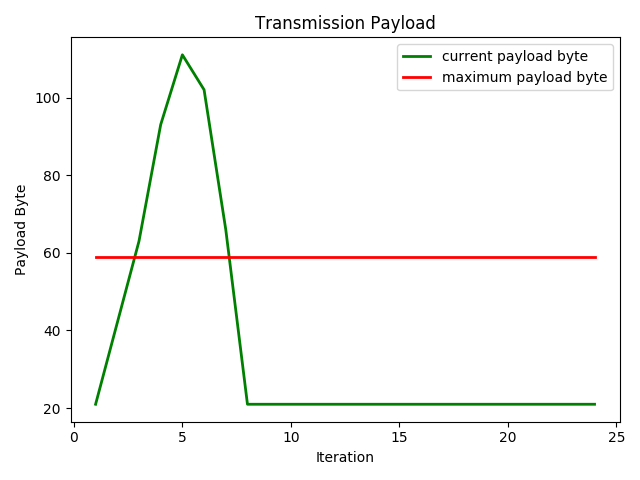 Transmission Payload
current payload byte
maximum payload byte
Payload Byte
100
80
60
40
20
0
5
10
15
20
25
Iteration